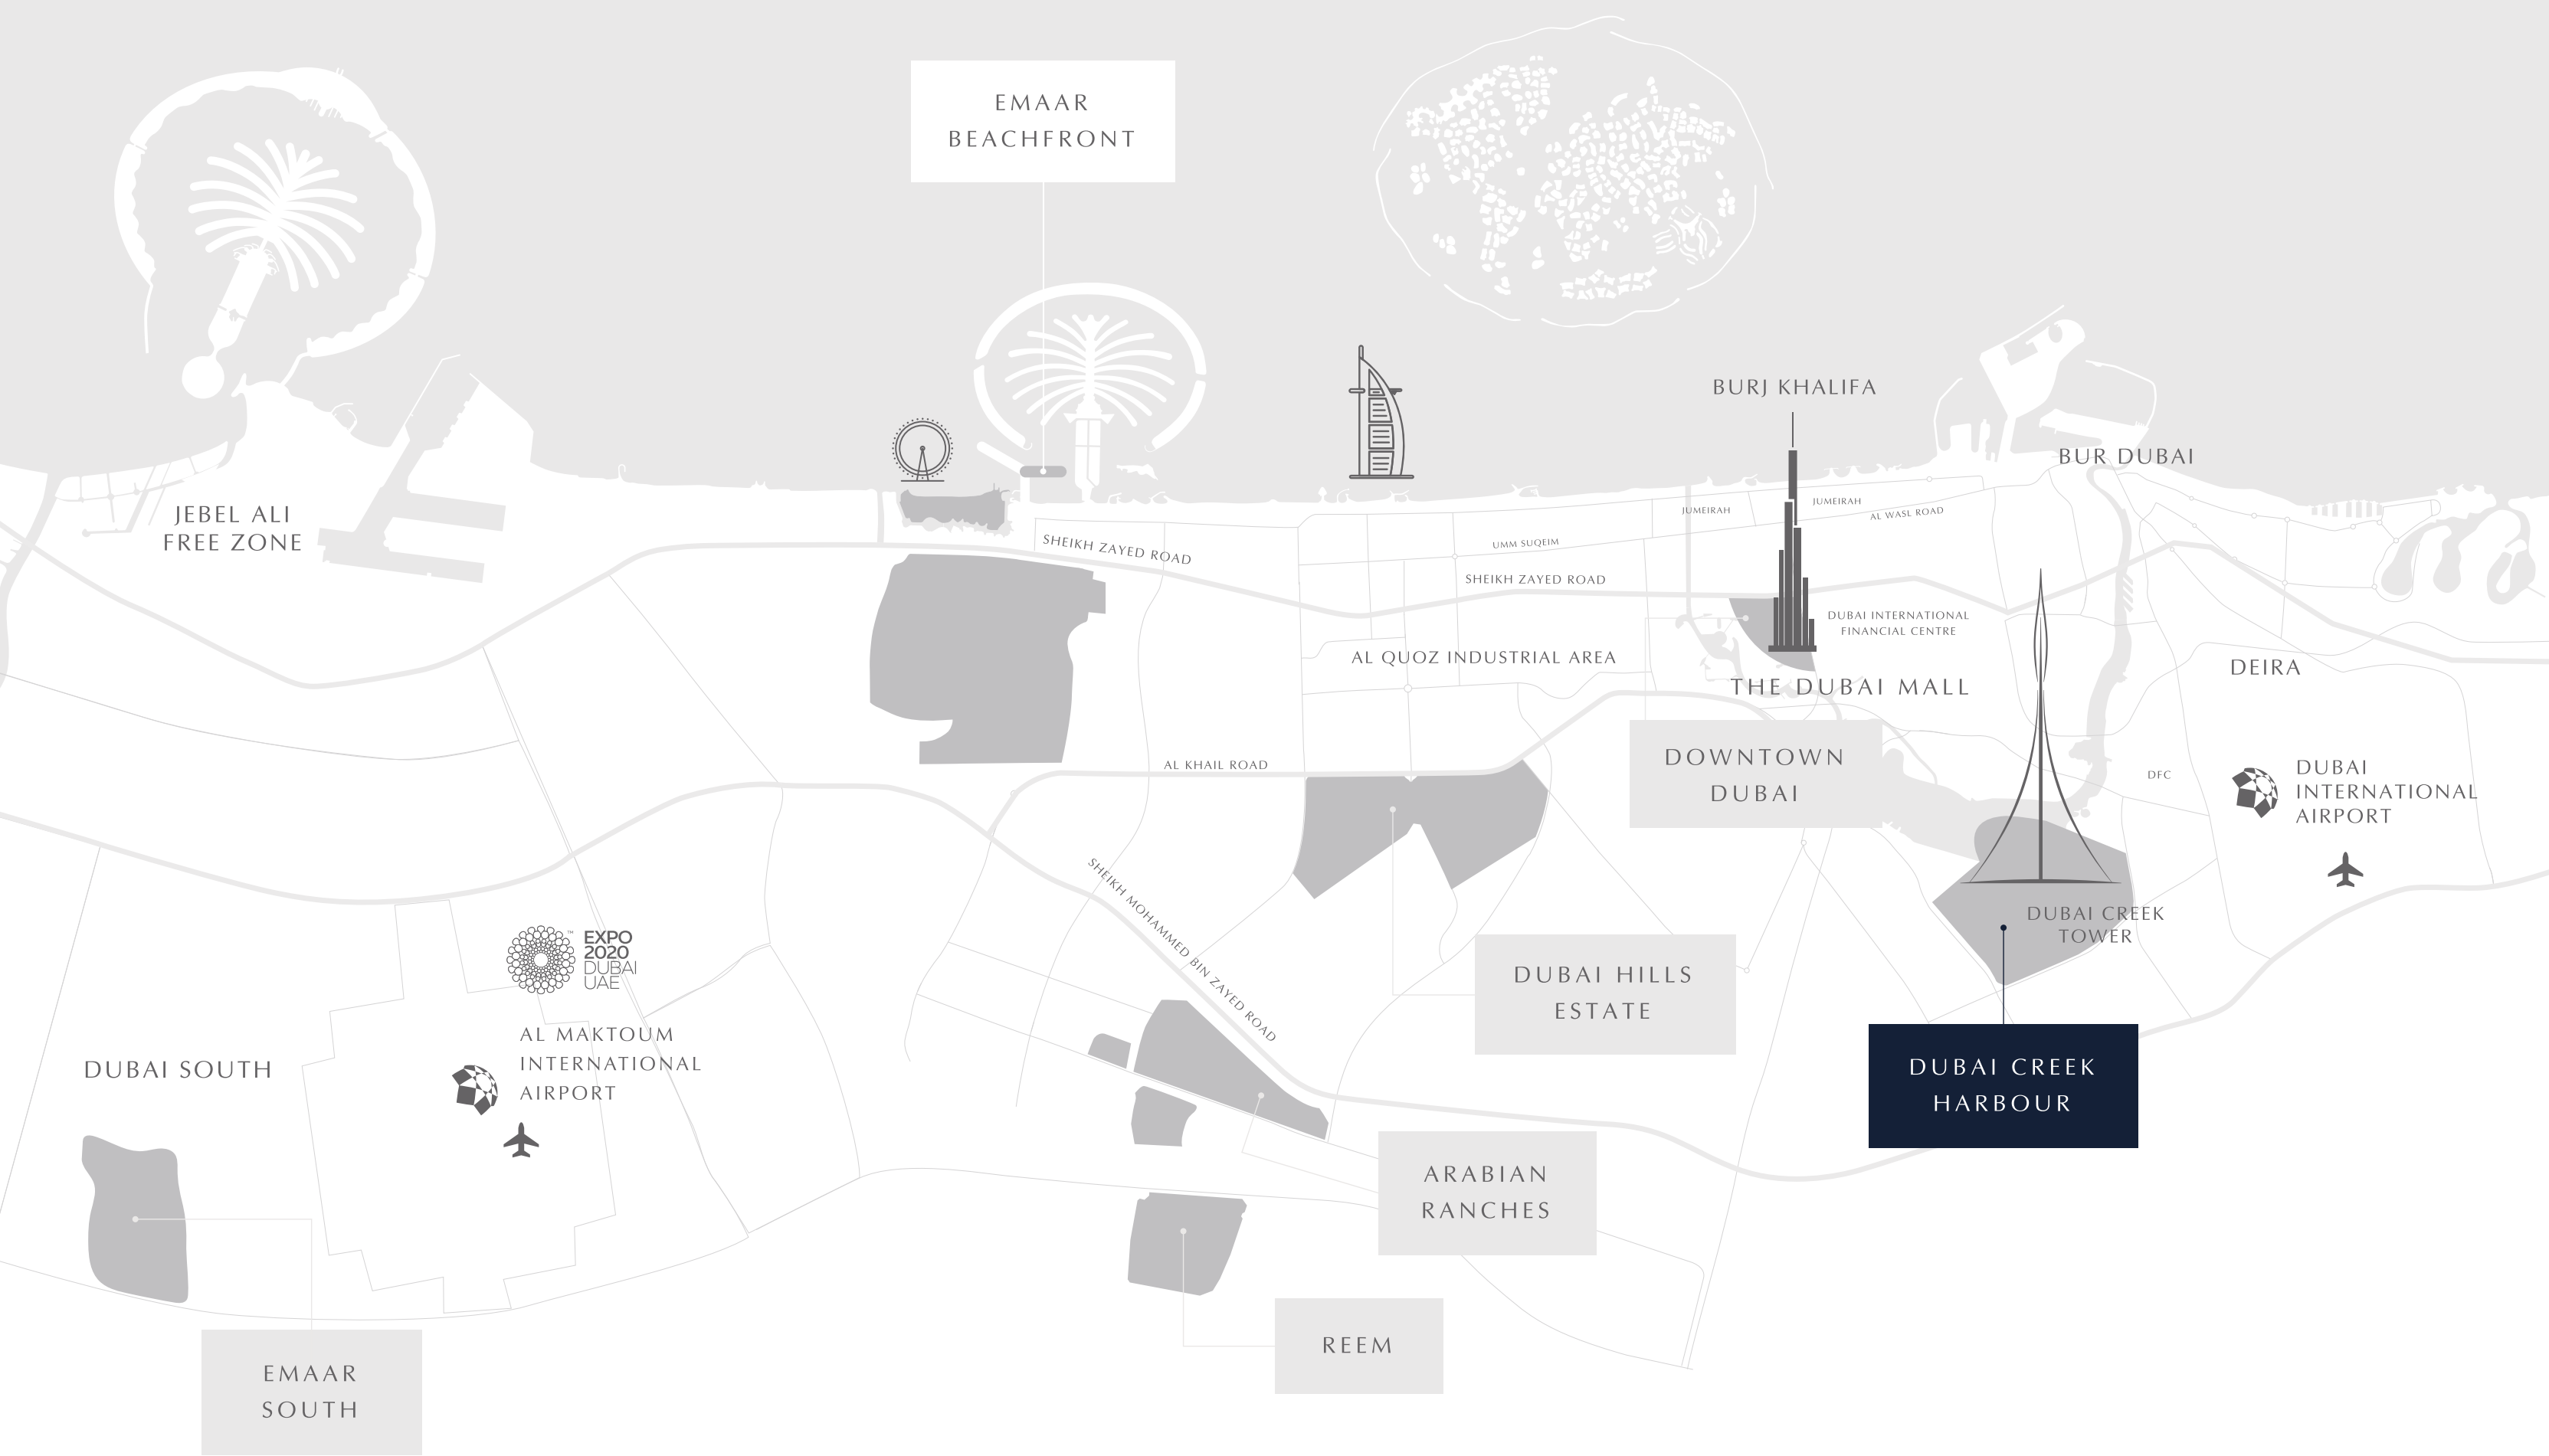 EMAAR
BEACHFRONT
BURJ KHALIFA
BUR DUBAI
JEBEL ALI
FREE ZONE
SHEIKH ZAYED ROAD
JUMEIRAH
JUMEIRAH
AL WASL ROAD
UMM SUQEIM
SHEIKH ZAYED ROAD
DUBAI INTERNATIONAL
FINANCIAL CENTRE
AL QUOZ INDUSTRIAL AREA
THE DUBAI MALL
DEIRA
DOWNTOWN
DUBAI
AL KHAIL ROAD
DFC
DUBAI
INTERNATIONAL
AIRPORT
SHEIKH MOHAMMED BIN ZAYED ROAD
DUBAI CREEK
TOWER
EXPO
2020
DUBAI
UAE
™
DUBAI HILLS
ESTATE
AL MAKTOUM
INTERNATIONAL
AIRPORT
DUBAI SOUTH
DUBAI CREEK
HARBOUR
ARABIAN
RANCHES
REEM
EMAAR
SOUTH